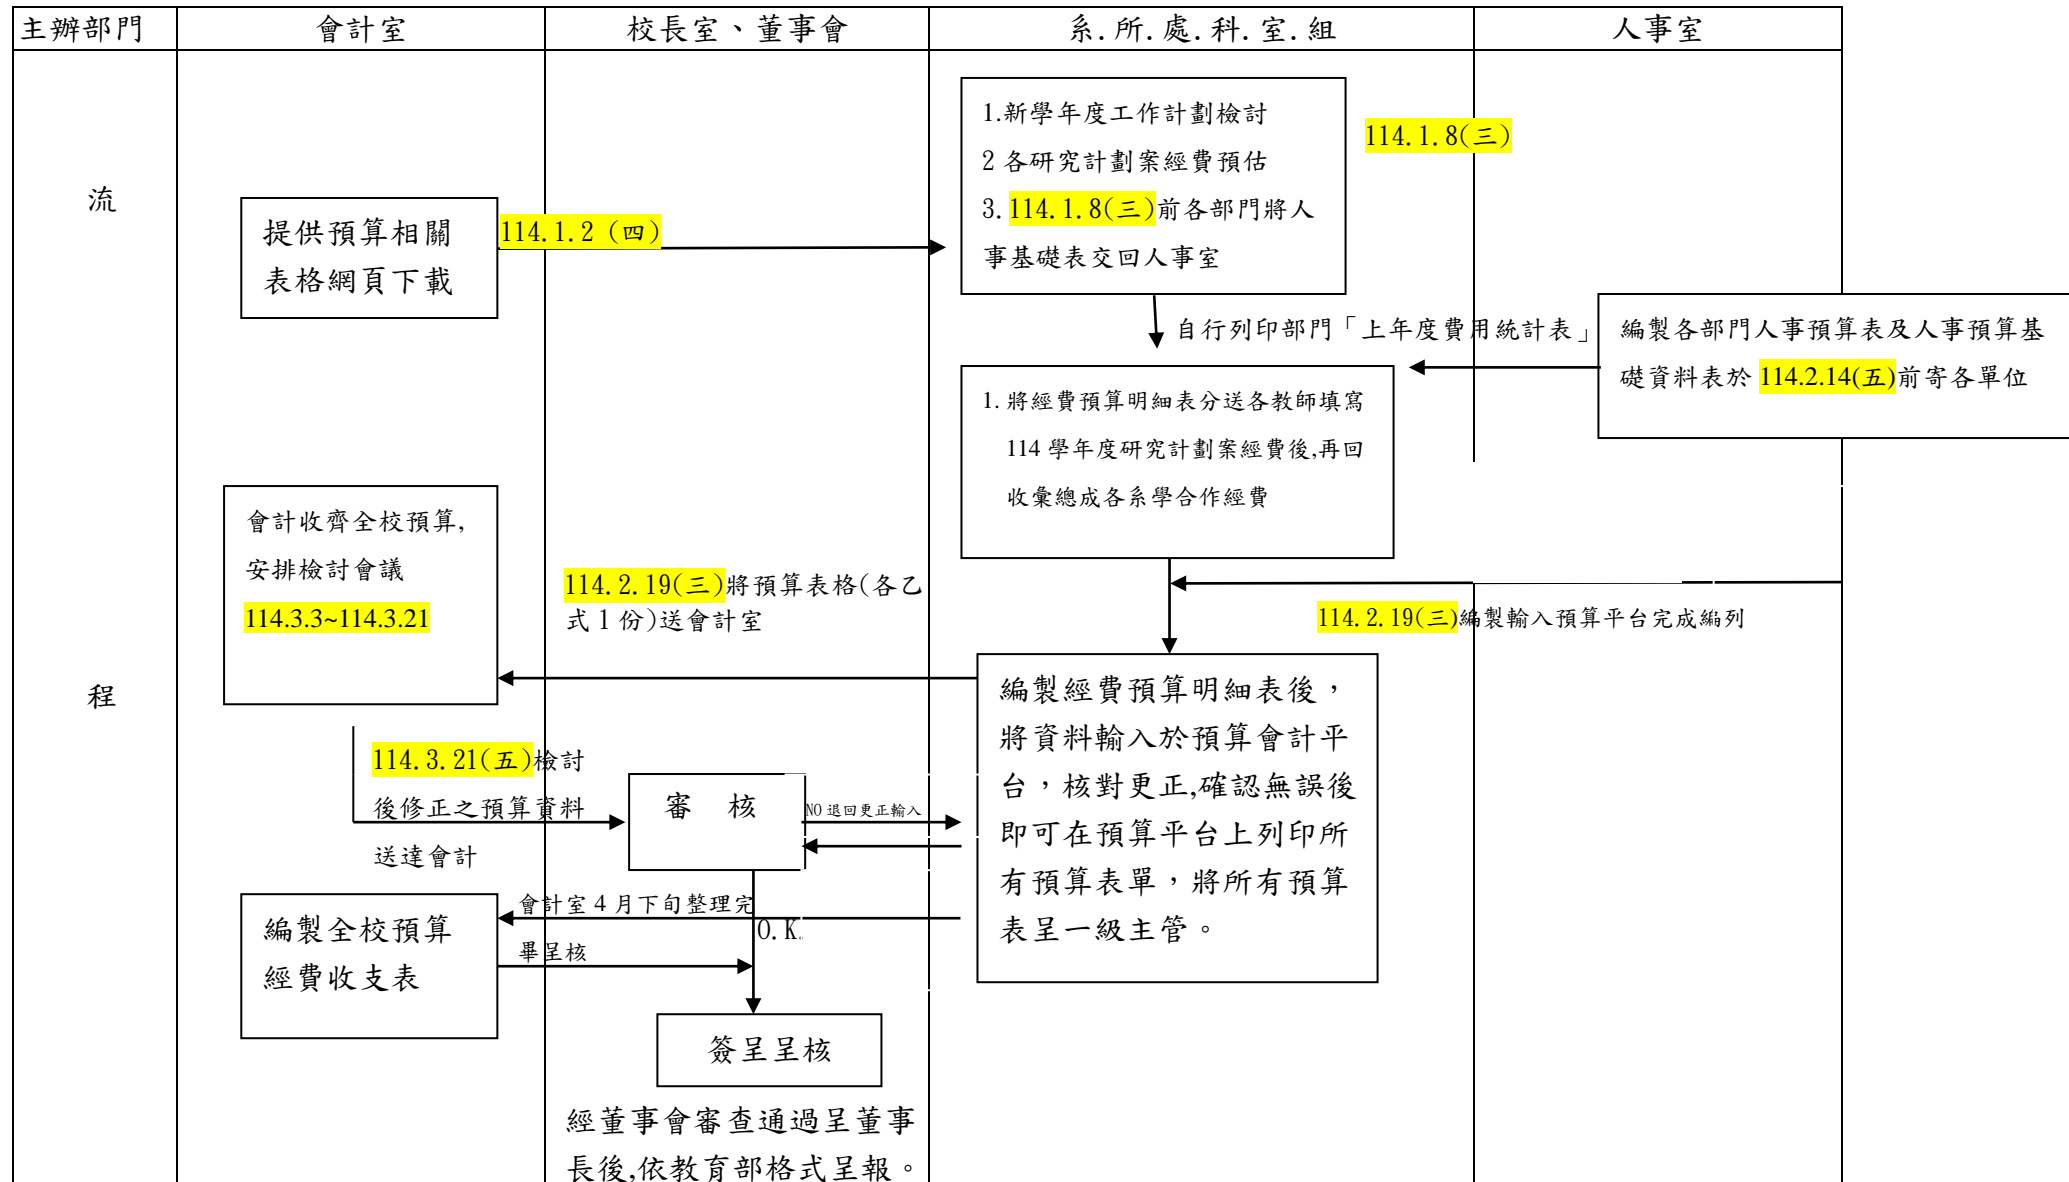 主辦部門
會計室
校長室、董事會
系.所.處.科.室.組
人事室
流
程
提供預算相關
表格網頁下載
114.1.2 (四)
1.新學年度工作計劃檢討
2 各研究計劃案經費預估
3.114.1.8(三)前各部門將人
事基礎表交回人事室
114.1.8(三)
自行列印部門「上年度費用統計表」
編製各部門人事預算表及人事預算基
礎資料表於 114.2.14(五)前寄各單位
1.將經費預算明細表分送各教師填寫
114 學年度研究計劃案經費後,再回
收彙總成各系學合作經費
會計收齊全校預算,
安排檢討會議
114.3.3~114.3.21
114.2.19(三)將預算表格(各乙
式 1 份)送會計室
114.2.19(三)編製輸入預算平台完成編列
編製經費預算明細表後，
將資料輸入於預算會計平
台，核對更正,確認無誤後
即可在預算平台上列印所
有預算表單，將所有預算
表呈一級主管。
114.3.21(五)檢討
後修正之預算資料
送達會計
審 核
NO 退回更正輸入
會計室 4 月下旬整理完
畢呈核
O.K.
編製全校預算
經費收支表
簽呈呈核
經董事會審查通過呈董事
長後,依教育部格式呈報。